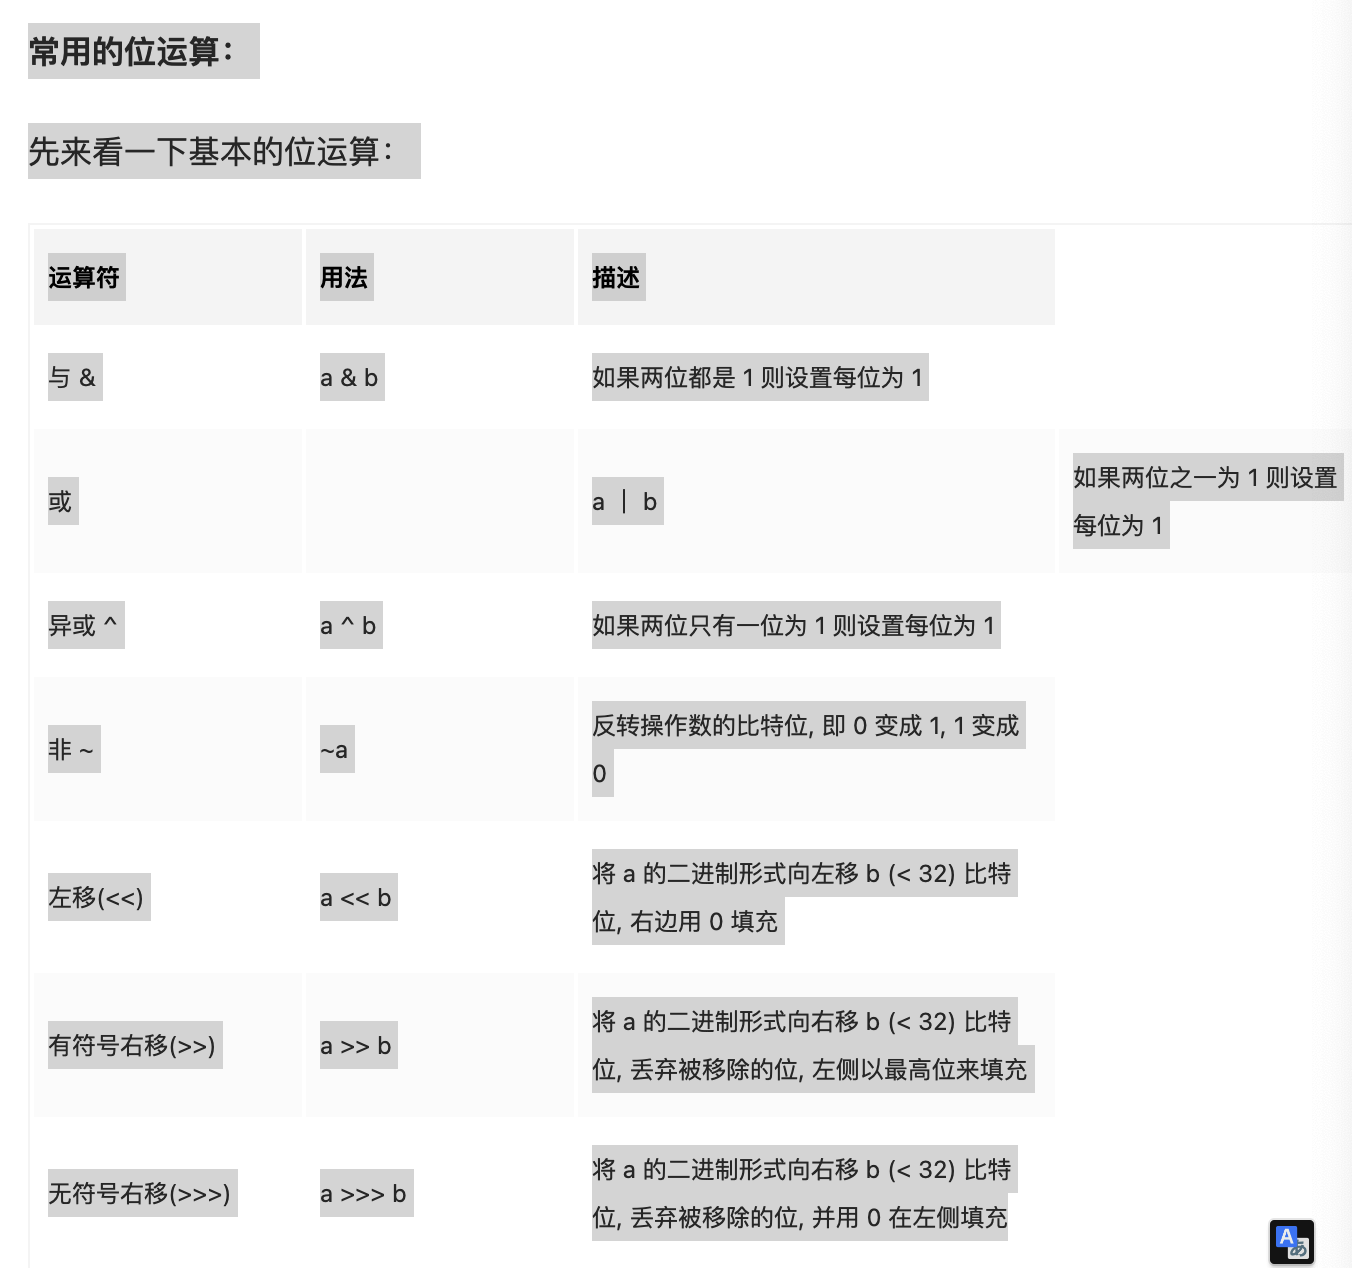 常用的位运算：
先来看一下基本的位运算：
运算符 用法 描述
与 & a & b 如果两位都是 1 则设置每位为 1
或 a ｜ b 如果两位之一为 1 则设置
每位为 1
异或 ^ a ^ b 如果两位只有一位为 1 则设置每位为 1
非 ~ ~a 反转操作数的比特位, 即 0 变成 1, 1 变成
0
左移(<<) a << b 将 a 的二进制形式向左移 b (< 32) 比特
位, 右边用 0 填充
有符号右移(>>) a >> b 将 a 的二进制形式向右移 b (< 32) 比特
位, 丢弃被移除的位, 左侧以最高位来填充
无符号右移(>>>) a >>> b 将 a 的二进制形式向右移 b (< 32) 比特
位, 丢弃被移除的位, 并用 0 在左侧填充
A あ